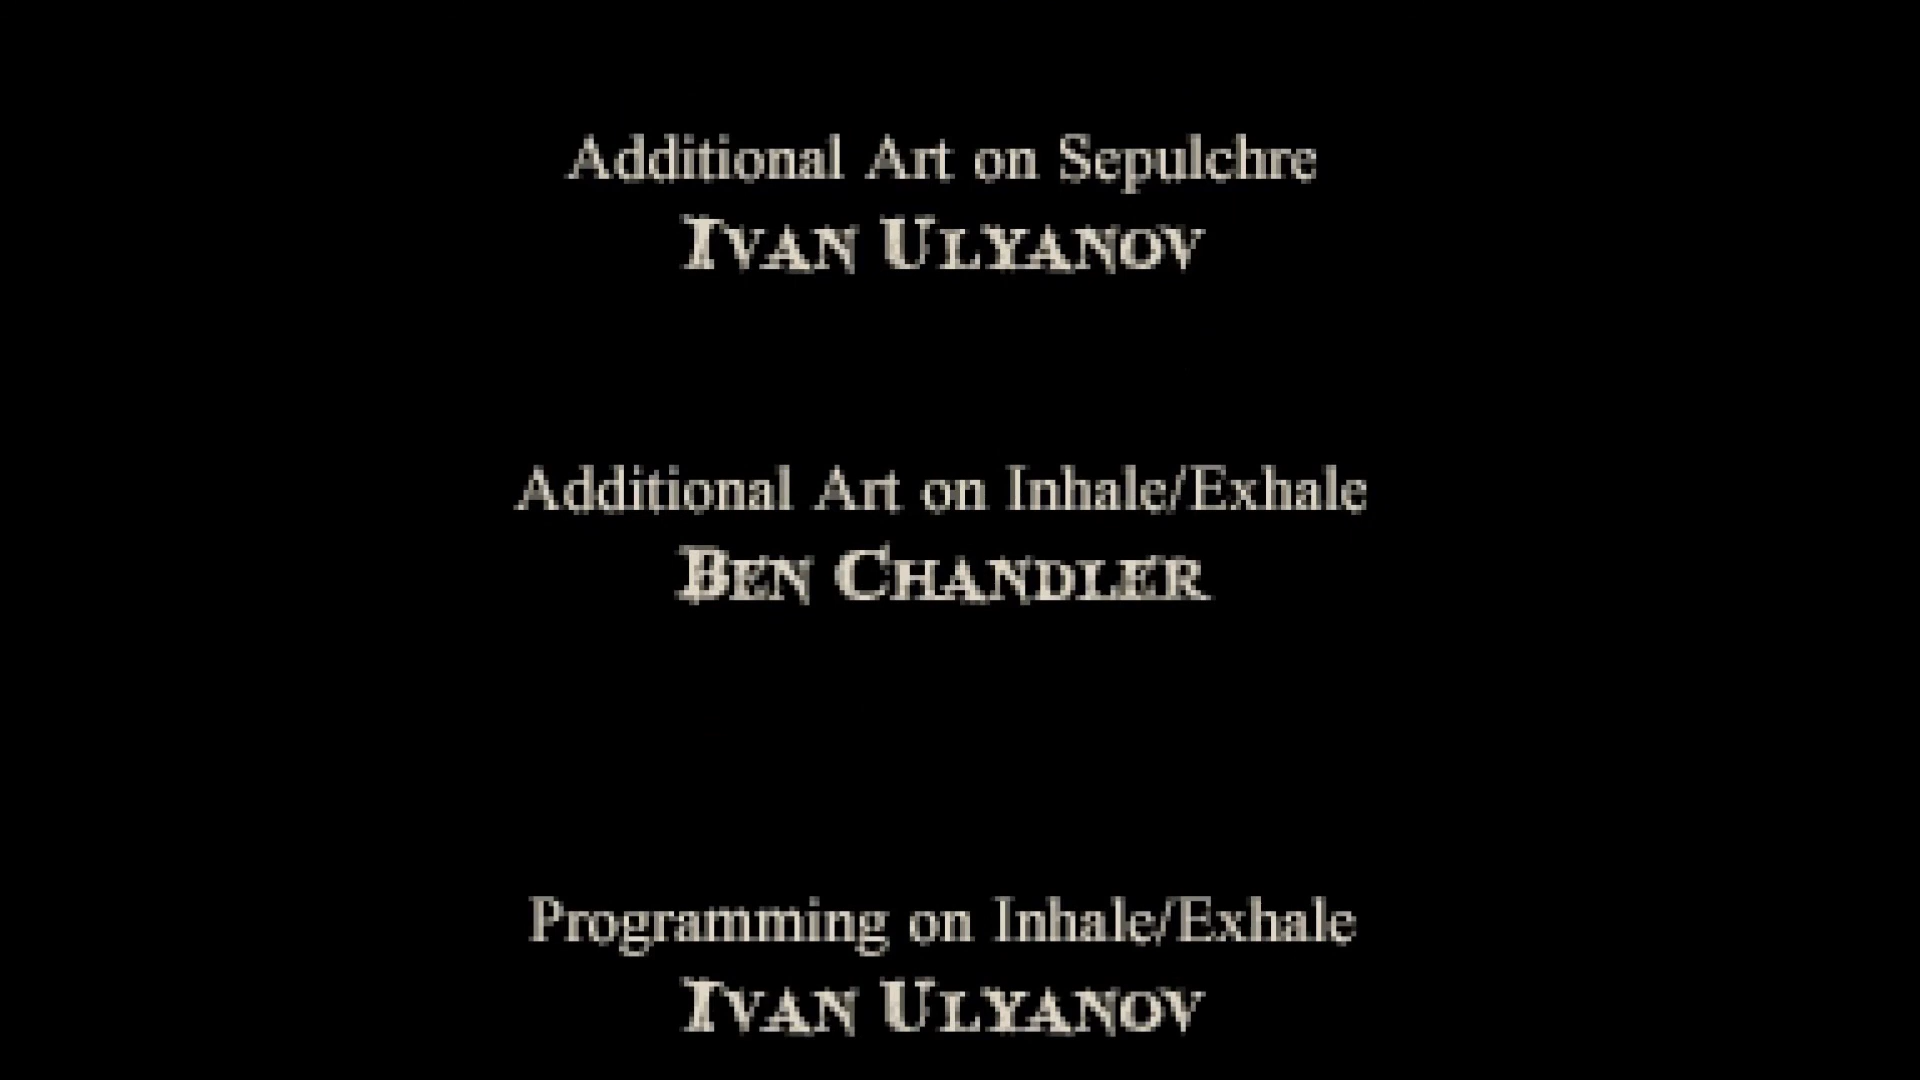 Additional Art on Sepulchre
IVAN ULYANOV
Additional Art on Inhale/Exhale
BEN CHANDLER
Programming on Inhale/Exhale
IVAN ULYANOV